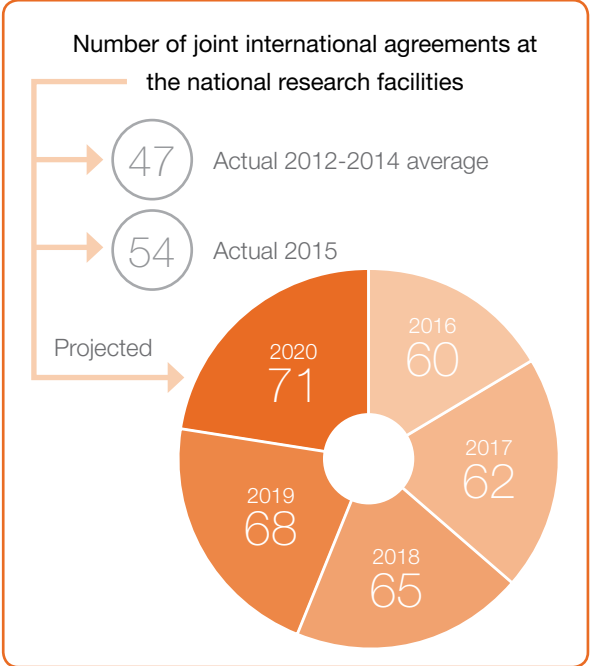 Number of joint international agreements at
the national research facilities
47 Actual 2012-2014 average
54 Actual 2015
Projected
2016
60
2017
62
2018
65
2019
68
2020
71